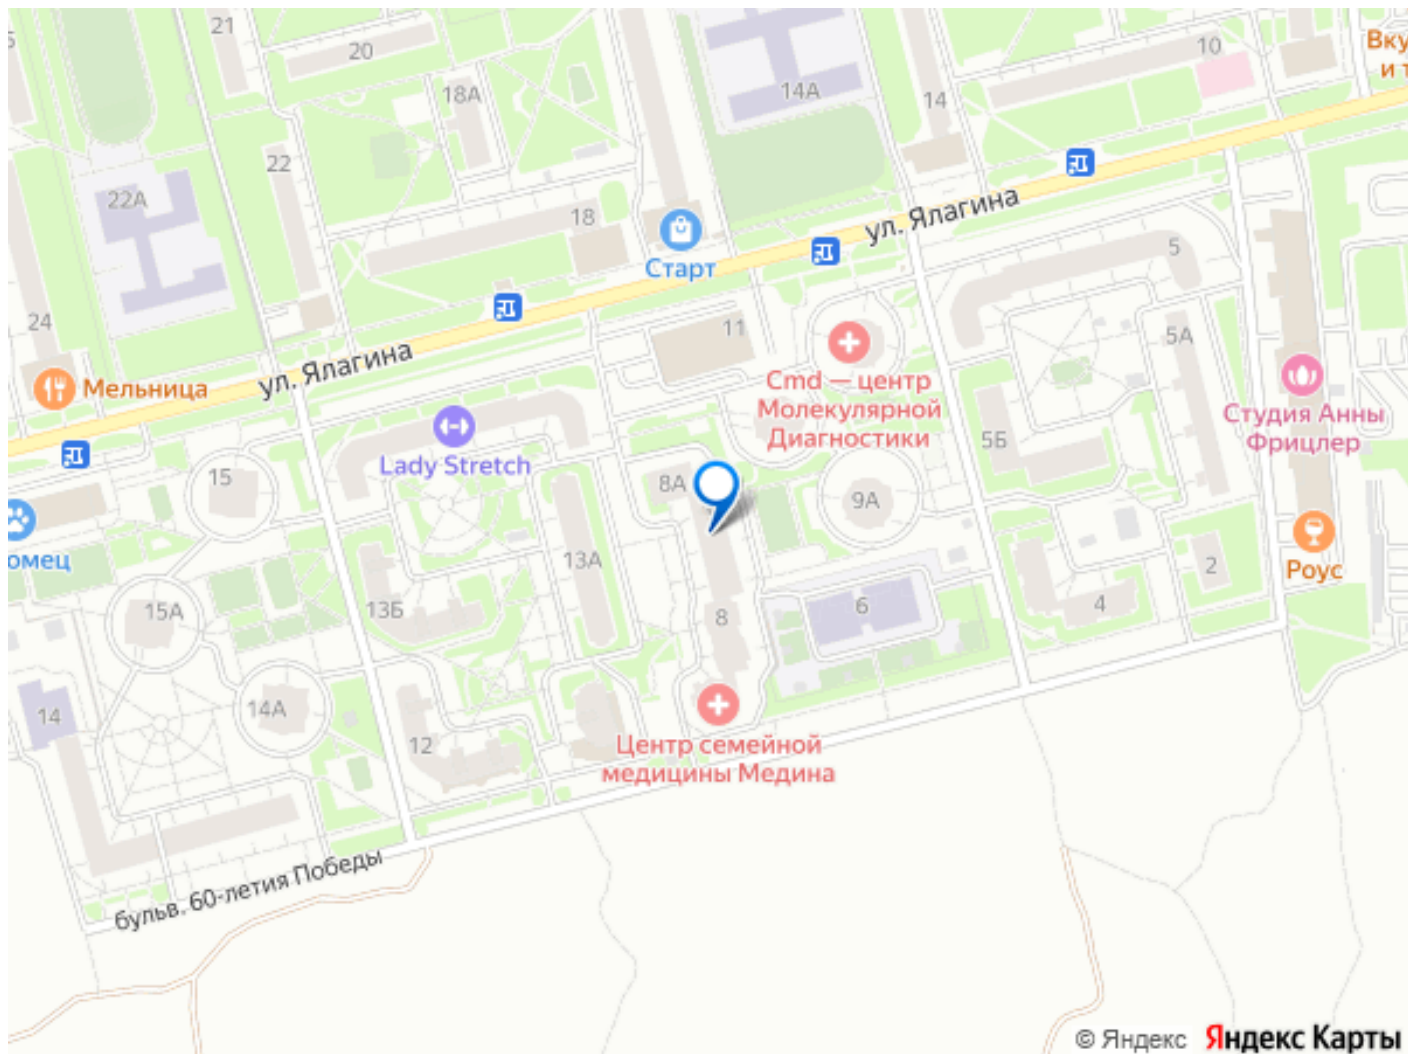 21
20
10
Вку
и т
18А
14А
14
22
22А
18
ул. Ялагина
5
Старт
24
11
5А
ул. Ялагина
Мельница
Cmd — центр
Молекулярной
Диагностики
Студия Анны
Фрицлер
5Б
Lady Stretch
15
8А
9А
омец
13А
2
Роус
15А
13Б
8
6
4
14
14А
12
Центр семейной
медицины Медина
бульв. 60-летия Победы
© Яндекс Яндекс Карты